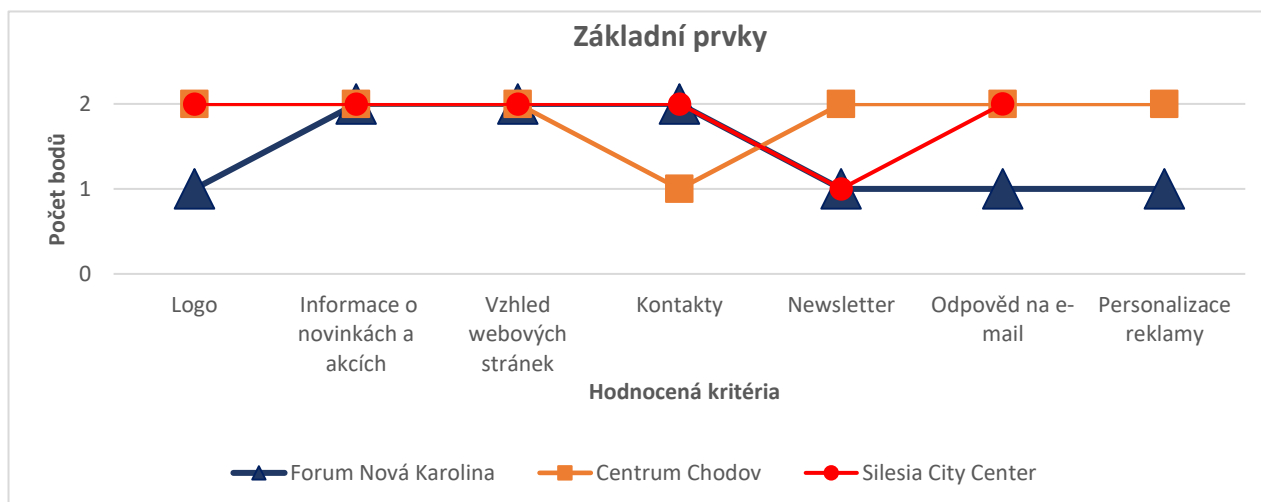 Základní prvky
Počet bodů
2
1
0
Logo
Informace o
novinkách a
akcích
Vzhled
webových
stránek
Kontakty
Newsletter
Odpověd na e-
mail
Personalizace
reklamy
Hodnocená kritéria
Forum Nová Karolina
Centrum Chodov
Silesia City Center